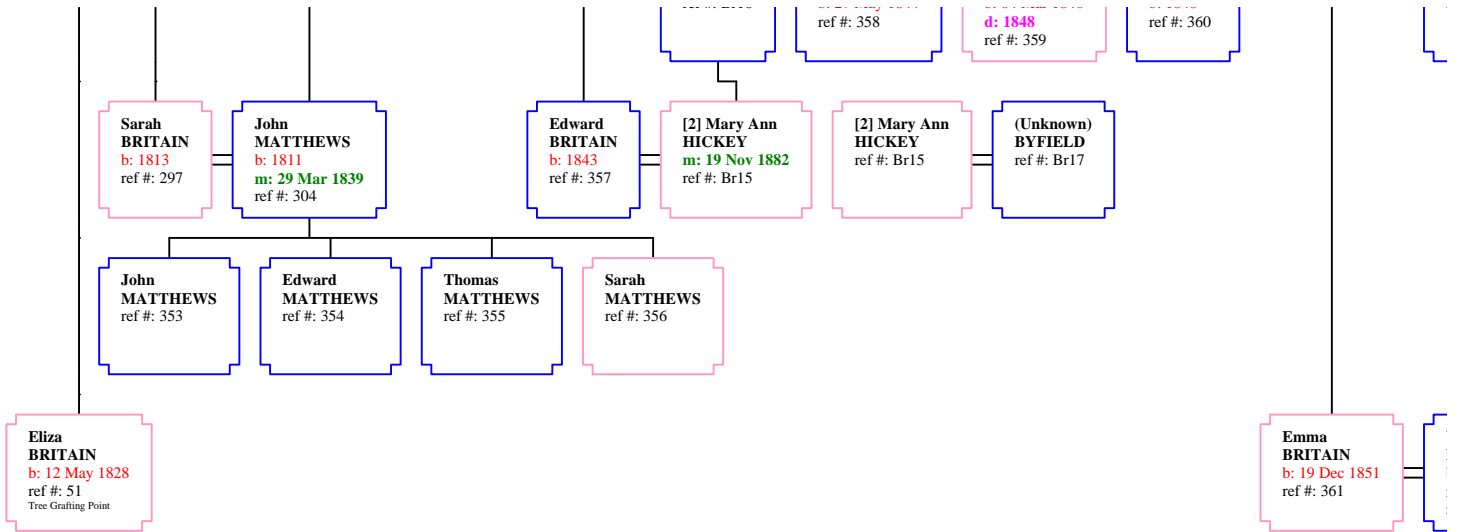 ref #: 358
d: 1848
ref #: 359
ref #: 360
Sarah
BRITAIN
b: 1813
ref #: 297
John
MATTHEWS
b: 1811
m: 29 Mar 1839
ref #: 304
Edward
BRITAIN
b: 1843
ref #: 357
[2] Mary Ann
HICKEY
m: 19 Nov 1882
ref #: Br15
[2] Mary Ann
HICKEY
ref #: Br15
(Unknown)
BYFIELD
ref #: Br17
John
MATTHEWS
ref #: 353
Edward
MATTHEWS
ref #: 354
Thomas
MATTHEWS
ref #: 355
Sarah
MATTHEWS
ref #: 356
Eliza
BRITAIN
b: 12 May 1828
ref #: 51
Tree Grafting Point
Emma
BRITAIN
b: 19 Dec 1851
ref #: 361